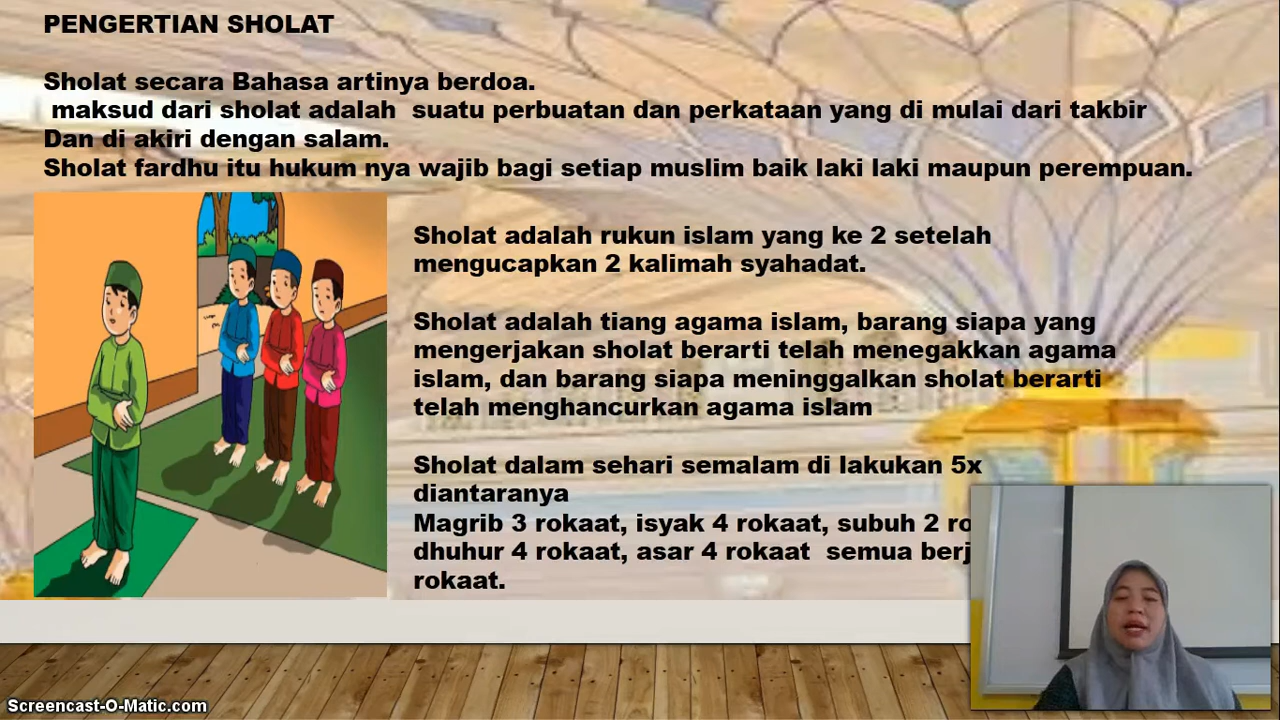 PENGERTIAN SHOLAT
Sholat secara Bahasa artinya berdoa.
maksud dari sholat adalah suatu perbuatan dan perkataan yang di mulai dari takbir
Dan di akiri dengan salam.
Sholat fardhu itu hukum nya wajib bagi setiap muslim baik laki laki maupun perempuan.
Sholat adalah rukun islam yang ke 2 setelah
mengucapkan 2 kalimah syahadat.
Sholat adalah tiang agama islam, barang siapa yang
mengerjakan sholat berarti telah menegakkan agama
islam, dan barang siapa meninggalkan sholat berarti
telah menghancurkan agama islam
Sholat dalam sehari semalam di lakukan 5x
diantaranya
Magrib 3 rokaat, isyak 4 rokaat, subuh 2 ro
dhuhur 4 rokaat, asar 4 rokaat semua berj
rokaat.
Screencast-O-Matic.com